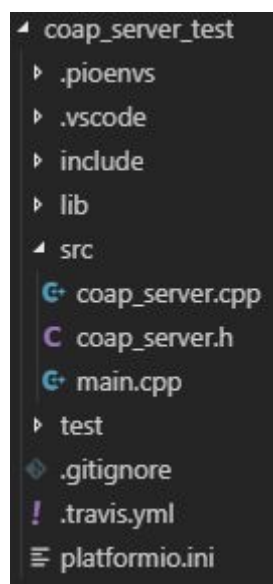 coap_server_test
.pioenvs
.vscode
include
lib
src
coap_server.cpp
coap_server.h
main.cpp
test
.gitignore
.travis.yml
platformio.ini